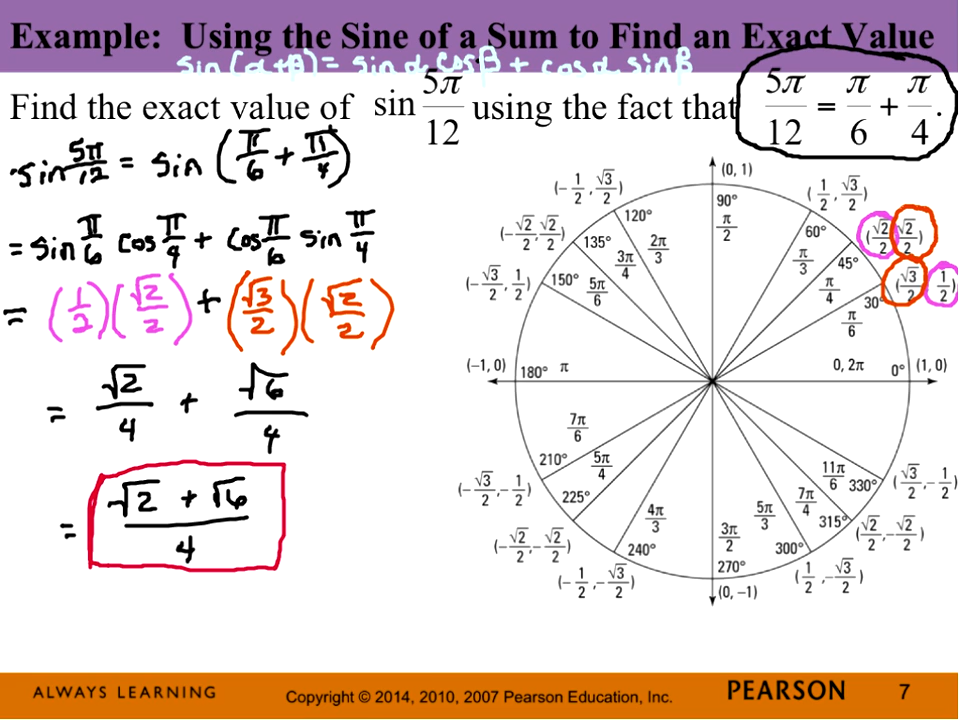 Example: Using the Sine of a Sum to Find an Exact Value
sin(α+β) = sin α cos β + cos α sin β
Find the exact value of sin 5π/12 using the fact that 5π/12 = π/6 + π/4.
sin 5π/12 = sin (π/6 + π/4)
= sin π/6 cos π/4 + cos π/6 sin π/4
= (1/2)(√2/2) + (√3/2)(√2/2)
= √2/4 + √6/4
= √2 + √6 / 4
(0, 1)
(-1/2, √3/2) (1/2, √3/2)
90° π/2
120° 2π/3 60° π/3
(-√2/2, √2/2) (√2/2, √2/2)
135° 3π/4 45° π/4
(-√3/2, 1/2) (√3/2, 1/2)
150° 5π/6 30° π/6
(−1, 0) 180° π 0, 2π 0° (1, 0)
7π/6 210° 11π/6 330°
(-√3/2, -1/2) (√3/2, -1/2)
5π/4 225° 7π/4 315°
(-√2/2, -√2/2) (√2/2, -√2/2)
4π/3 240° 5π/3 300°
(-1/2, -√3/2) (1/2, -√3/2)
3π/2 270°
(0, −1)
ALWAYS LEARNING Copyright © 2014, 2010, 2007 Pearson Education, Inc. PEARSON 7